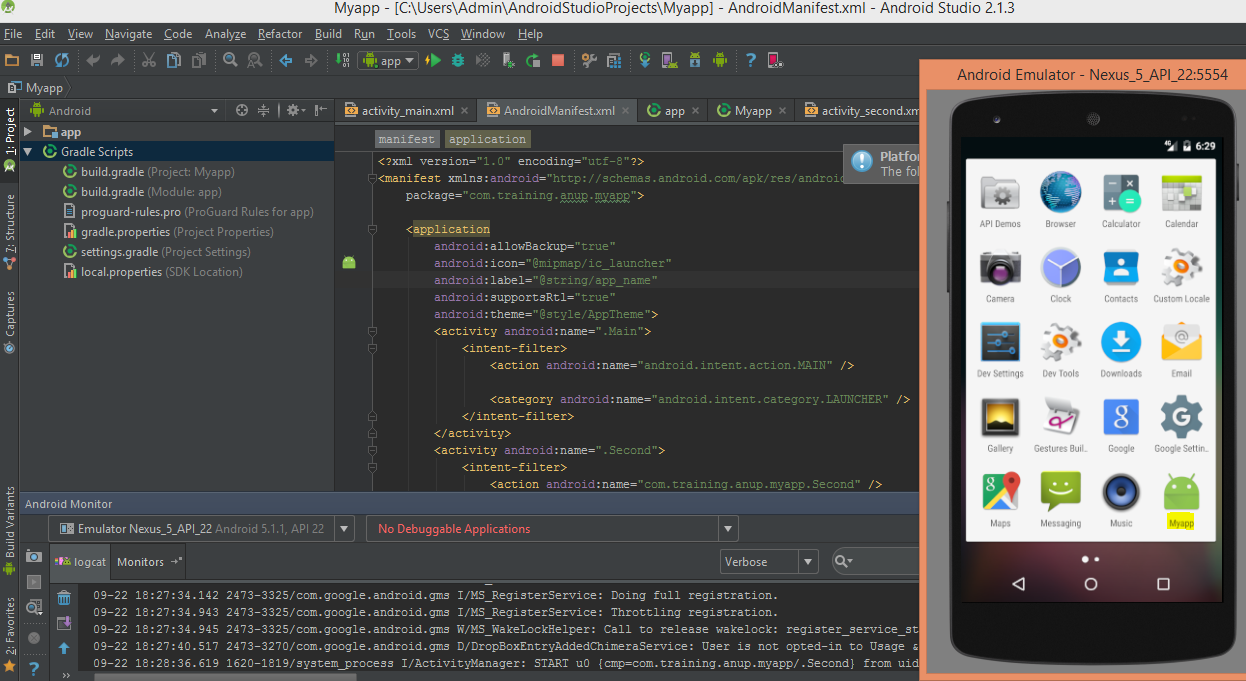 Myapp - [C:\Users\Admin\AndroidStudioProjects\Myapp] - AndroidManifest.xml - Android Studio 2.1.3
File Edit View Navigate Code Analyze Refactor Build Run Tools VCS Window Help
app
Myapp
Android
activity_main.xml AndroidManifest.xml app Myapp activity_second.xm
1: Project
7: Structure
Captures
Build Variants
2: Favorites
app
Gradle Scripts
build.gradle (Project: Myapp)
build.gradle (Module: app)
proguard-rules.pro (ProGuard Rules for app)
gradle.properties (Project Properties)
settings.gradle (Project Settings)
local.properties (SDK Location)
manifest application
<?xml version="1.0" encoding="utf-8"?>
<manifest xmlns:android="http://schemas.android.com/apk/res/android
package="com.training.anup.myapp">
<application
android:allowBackup="true"
android:icon="@mipmap/ic_launcher"
android:label="@string/app_name"
android:supportsRtl="true"
android:theme="@style/AppTheme">
<activity android:name=".Main">
<intent-filter>
<action android:name="android.intent.action.MAIN" />
<category android:name="android.intent.category.LAUNCHER" />
</intent-filter>
</activity>
<activity android:name=".Second">
<intent-filter>
<action android:name="com.training.anup.myapp.Second" />
Platfor
The fol
Android Monitor
Emulator Nexus_5_API_22 Android 5.1.1, API 22
No Debuggable Applications
logcat Monitors
Verbose
09-22 18:27:34.142 2473-3325/com.google.android.gms I/MS_RegisterService: Doing full registration.
09-22 18:27:34.943 2473-3325/com.google.android.gms I/MS_RegisterService: Throttling registration.
09-22 18:27:34.945 2473-3325/com.google.android.gms W/MS_WakeLockHelper: Call to release wakelock: register_service_st
09-22 18:27:40.517 2473-3270/com.google.android.gms D/DropBoxEntryAddedChimeraService: User is not opted-in to Usage &
09-22 18:28:36.619 1620-1819/system_process I/ActivityManager: START u0 {cmp=com.training.anup.myapp/.Second} from uid
Android Emulator - Nexus_5_API_22:5554
4G 6:29
API Demos Browser Calculator Calendar
Camera Clock Contacts Custom Locale
Dev Settings Dev Tools Downloads Email
Gallery Gestures Buil.. Google Google Settin..
Maps Messaging Music Myapp